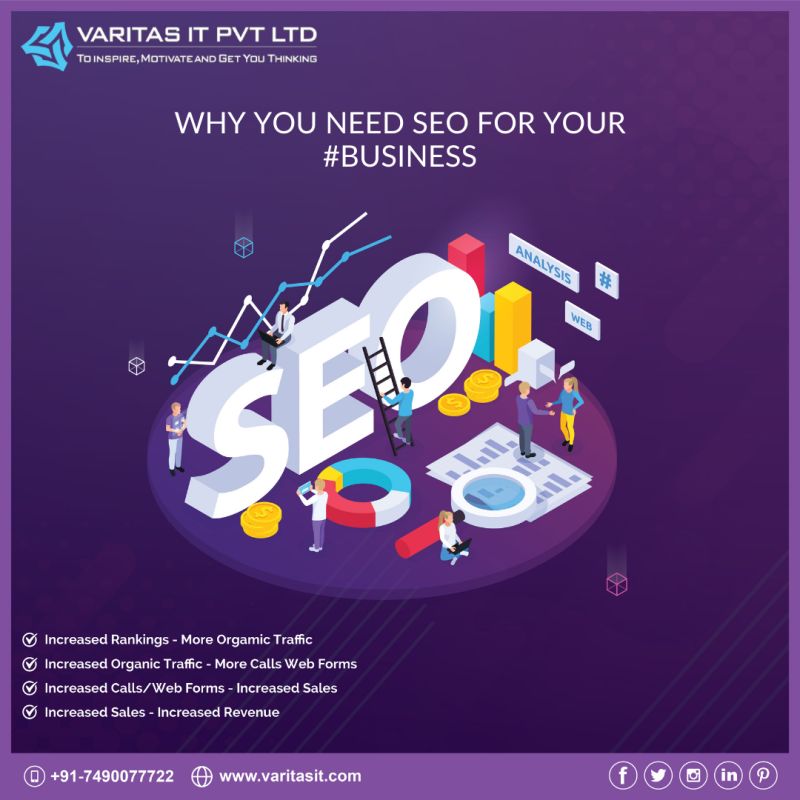 VARITAS IT PVT LTD
TO INSPIRE, MOTIVATE AND GET YOU THINKING
WHY YOU NEED SEO FOR YOUR
#BUSINESS
ANALYSIS
#
WEB
SEO
Increased Rankings - More Orgamic Traffic
Increased Organic Traffic - More Calls Web Forms
Increased Calls/Web Forms - Increased Sales
Increased Sales - Increased Revenue
+91-7490077722 www.varitasit.com